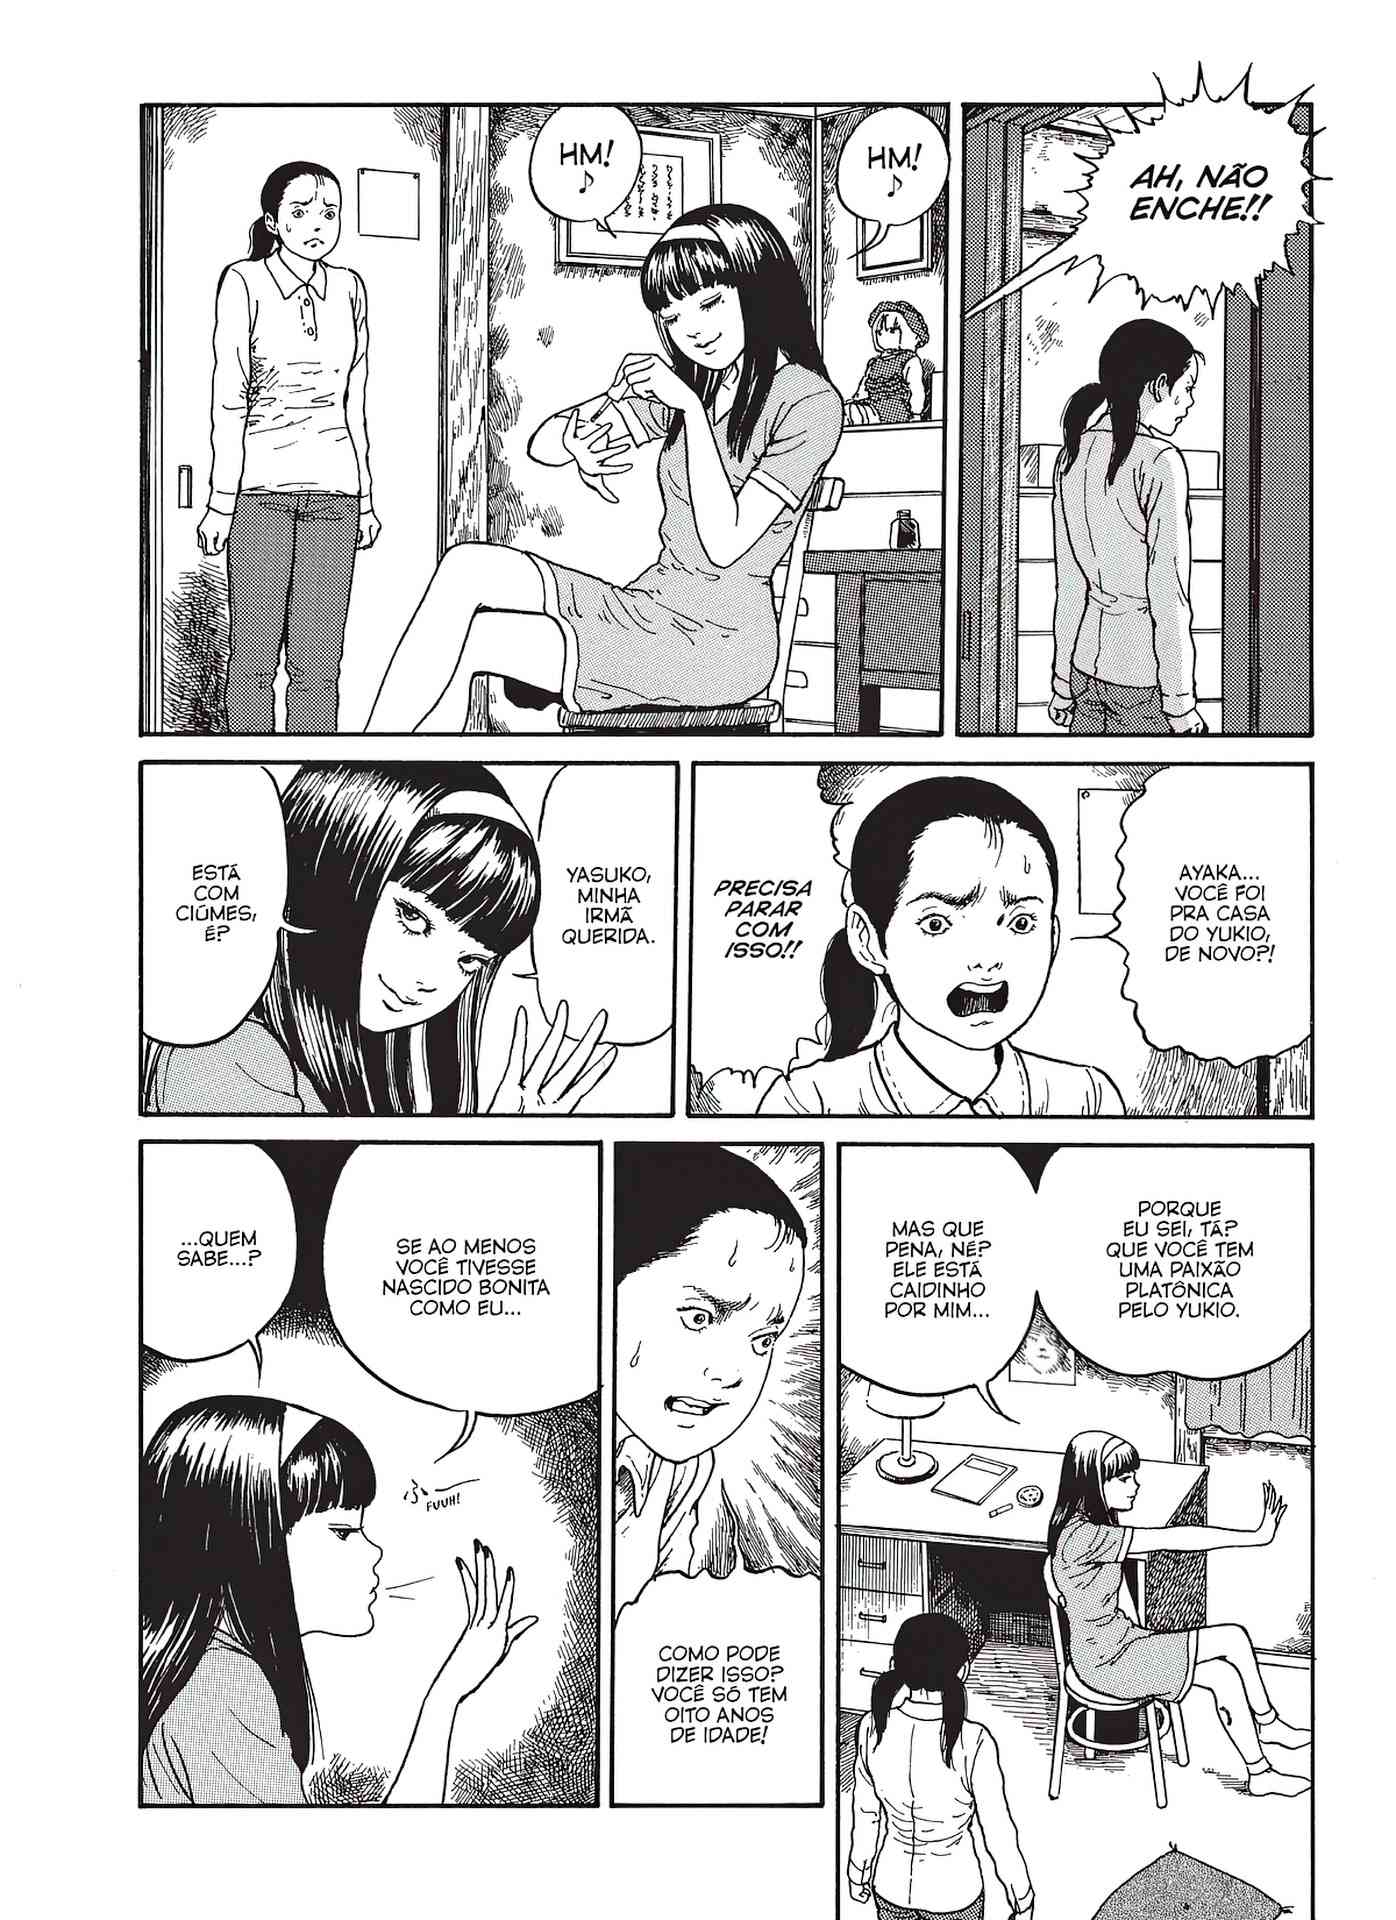 AH, NÃO
ENCHE!!
HM!
♪
HM!
♪
AYAKA...
VOCÊ FOI
PRA CASA
DO YUKIO,
DE NOVO?!
PRECISA
PARAR
COM
ISSO!!
YASUKO,
MINHA
IRMÃ
QUERIDA.
ESTÁ
COM
CIÚMES,
É?
PORQUE
EU SEI, TÁ?
QUE VOCÊ TEM
UMA PAIXÃO
PLATÔNICA
PELO YUKIO.
MAS QUE
PENA, NÉ?
ELE ESTÁ
CAIDINHO
POR MIM...
COMO PODE
DIZER ISSO?
VOCÊ SÓ TEM
OITO ANOS
DE IDADE!
SE AO MENOS
VOCÊ TIVESSE
NASCIDO BONITA
COMO EU...
...QUEM
SABE...?
ふー
FUUH!